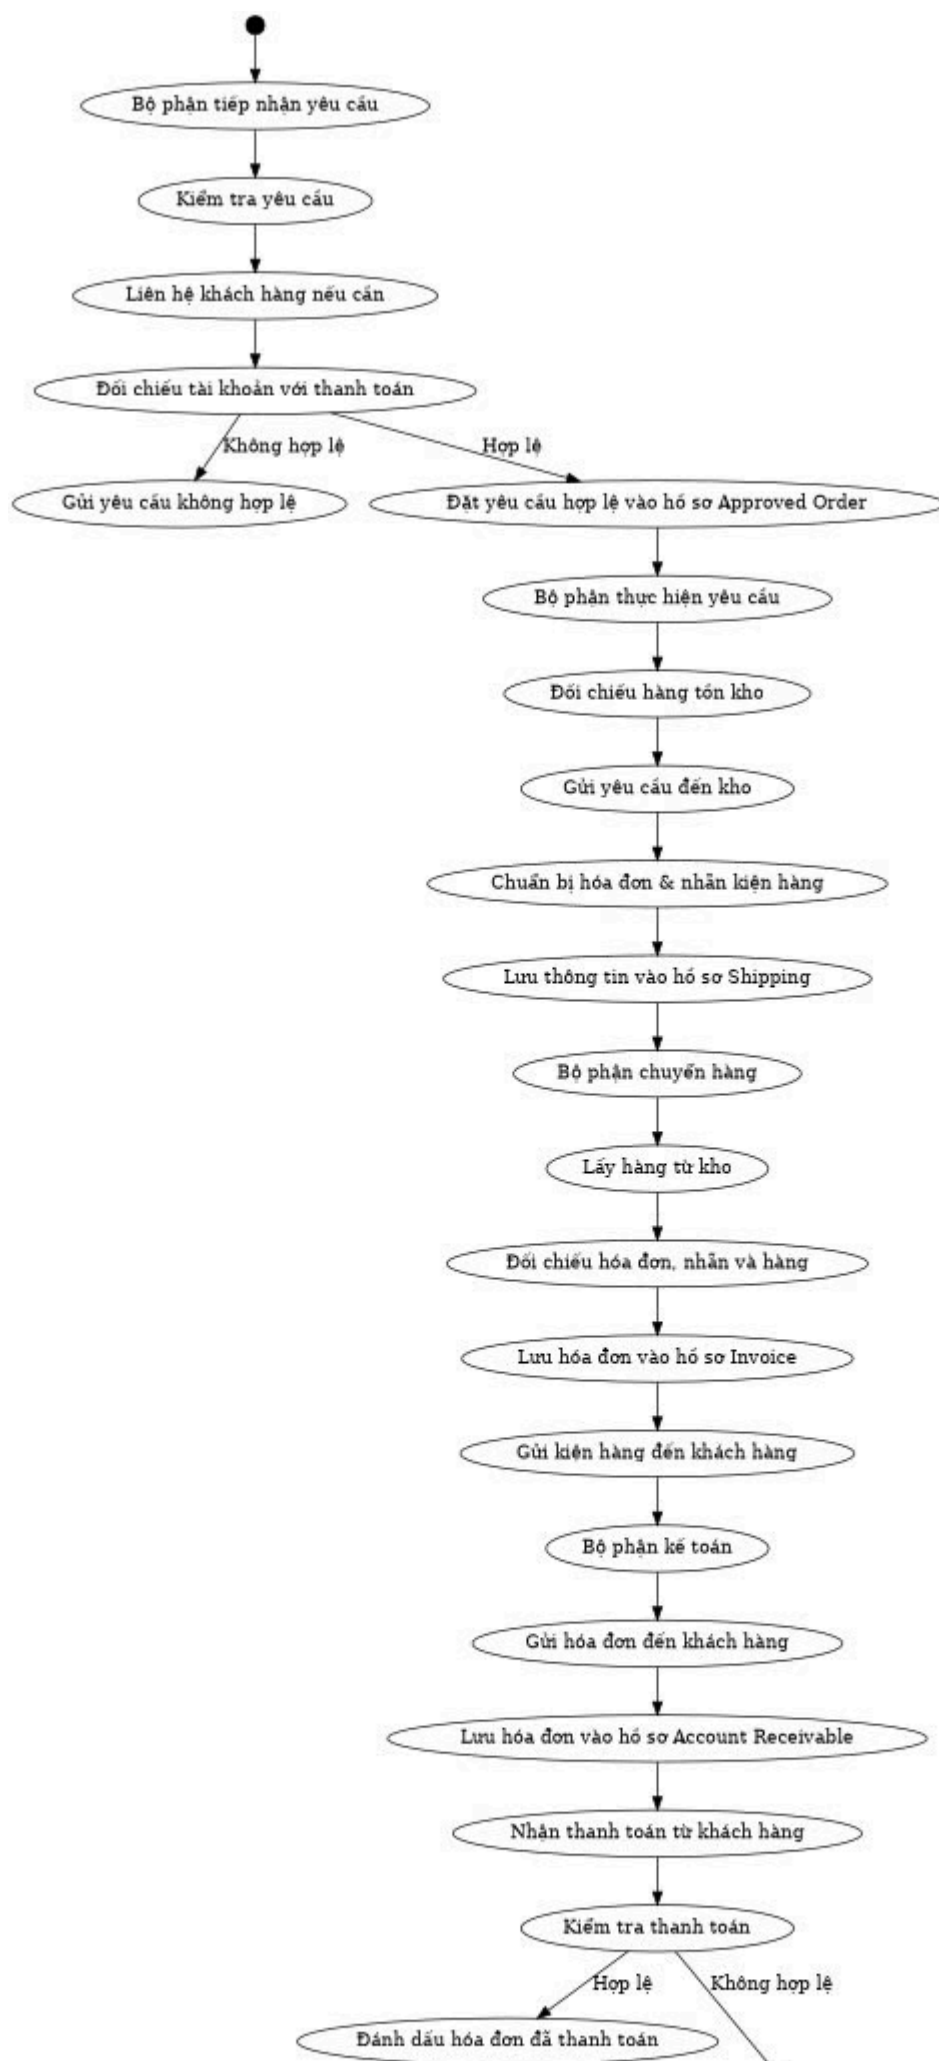 Bộ phận tiếp nhận yêu cầu
Kiểm tra yêu cầu
Liên hệ khách hàng nếu cần
Đối chiếu tài khoản với thanh toán
Không hợp lệ
Hợp lệ
Gửi yêu cầu không hợp lệ
Đặt yêu cầu hợp lệ vào hồ sơ Approved Order
Bộ phận thực hiện yêu cầu
Đối chiếu hàng tồn kho
Gửi yêu cầu đến kho
Chuẩn bị hóa đơn & nhãn kiện hàng
Lưu thông tin vào hồ sơ Shipping
Bộ phận chuyển hàng
Lấy hàng từ kho
Đối chiếu hóa đơn, nhãn và hàng
Lưu hóa đơn vào hồ sơ Invoice
Gửi kiện hàng đến khách hàng
Bộ phận kế toán
Gửi hóa đơn đến khách hàng
Lưu hóa đơn vào hồ sơ Account Receivable
Nhận thanh toán từ khách hàng
Kiểm tra thanh toán
Hợp lệ
Không hợp lệ
Đánh dấu hóa đơn đã thanh toán